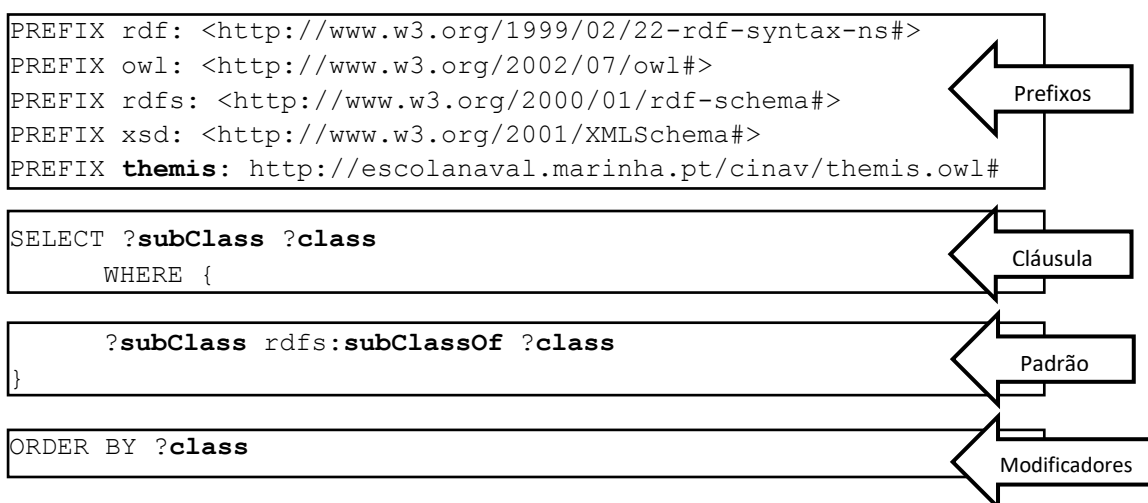 PREFIX rdf: <http://www.w3.org/1999/02/22-rdf-syntax-ns#>
PREFIX owl: <http://www.w3.org/2002/07/owl#>
PREFIX rdfs: <http://www.w3.org/2000/01/rdf-schema#>
PREFIX xsd: <http://www.w3.org/2001/XMLSchema#>
PREFIX themis: http://escolanaval.marinha.pt/cinav/themis.owl#
Prefixos
SELECT ?subClass ?class
WHERE {
Cláusula
?subClass rdfs:subClassOf ?class
}
Padrão
ORDER BY ?class
Modificadores